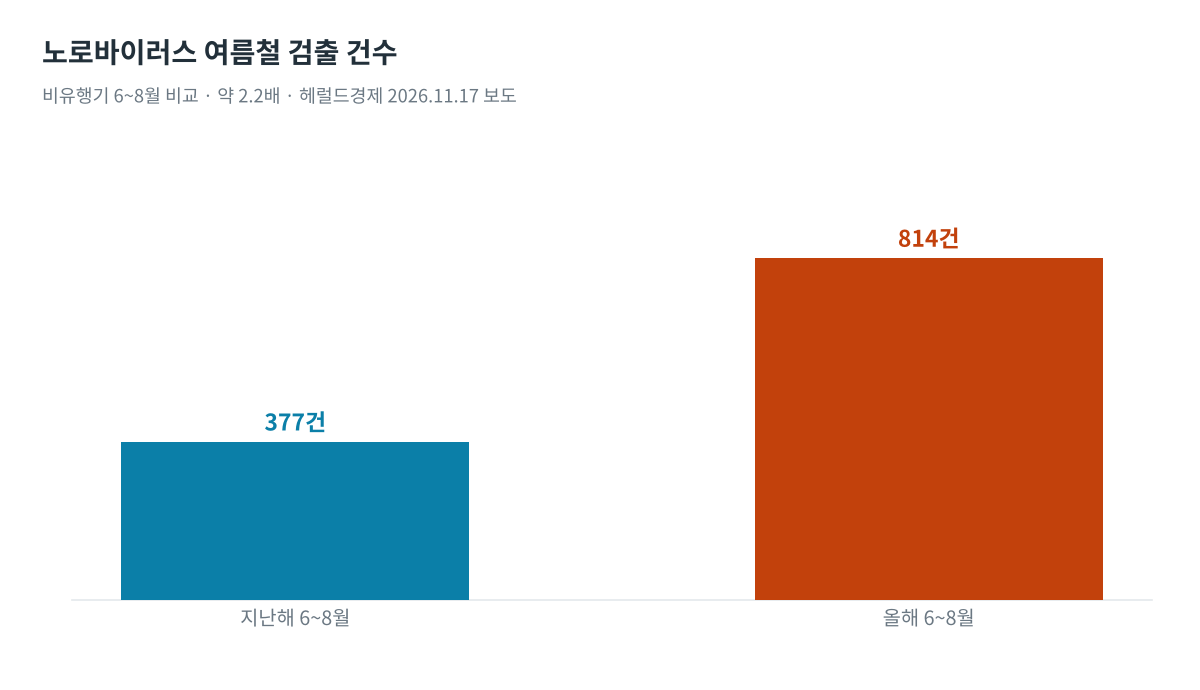 노로바이러스 여름철 검출 건수
비유행기 6~8월 비교 · 약 2.2배 · 헤럴드경제 2026.11.17 보도
814건
377건
지난해 6~8월
올해 6~8월